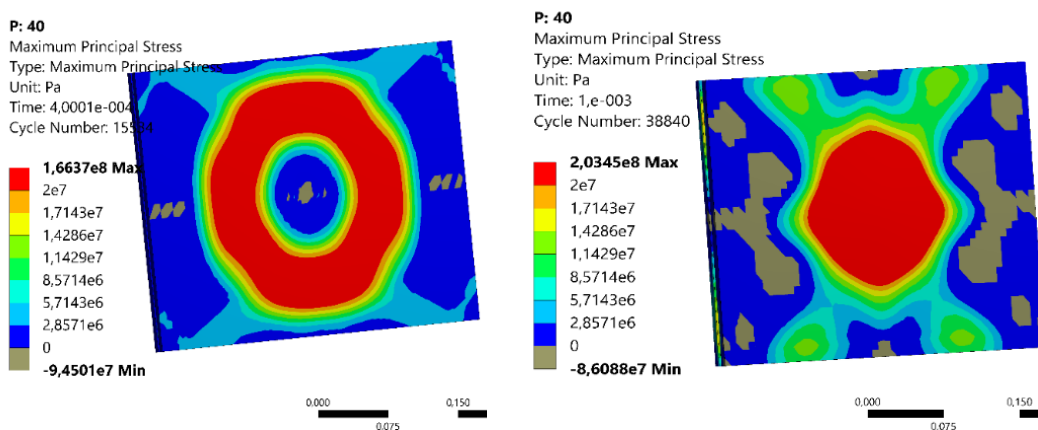 P: 40
Maximum Principal Stress
Type: Maximum Principal Stress
Unit: Pa
Time: 4,0001e-004
Cycle Number: 15534
1,6637e8 Max
2e7
1,7143e7
1,4286e7
1,1429e7
8,5714e6
5,7143e6
2,8571e6
0
-9,4501e7 Min
0,000
0,150
0,075
P: 40
Maximum Principal Stress
Type: Maximum Principal Stress
Unit: Pa
Time: 1,e-003
Cycle Number: 38840
2,0345e8 Max
2e7
1,7143e7
1,4286e7
1,1429e7
8,5714e6
5,7143e6
2,8571e6
0
-8,6088e7 Min
0,000
0,150
0,075